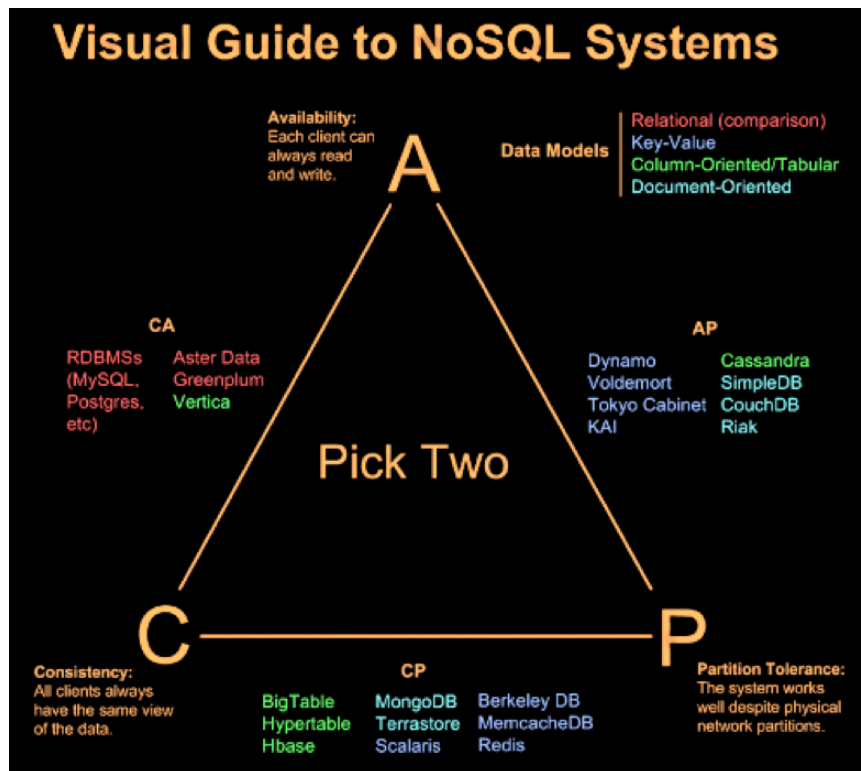 Visual Guide to NoSQL Systems
Availability:
Each client can
always read
and write.
A
Data Models
Relational (comparison)
Key-Value
Column-Oriented/Tabular
Document-Oriented
CA
RDBMSs
(MySQL,
Postgres,
etc)
Aster Data
Greenplum
Vertica
AP
Dynamo
Voldemort
Tokyo Cabinet
KAI
Cassandra
SimpleDB
CouchDB
Riak
Pick Two
C
P
Consistency:
All clients always
have the same view
of the data.
CP
BigTable
Hypertable
Hbase
MongoDB
Terrastore
Scalaris
Berkeley DB
MemcacheDB
Redis
Partition Tolerance:
The system works
well despite physical
network partitions.